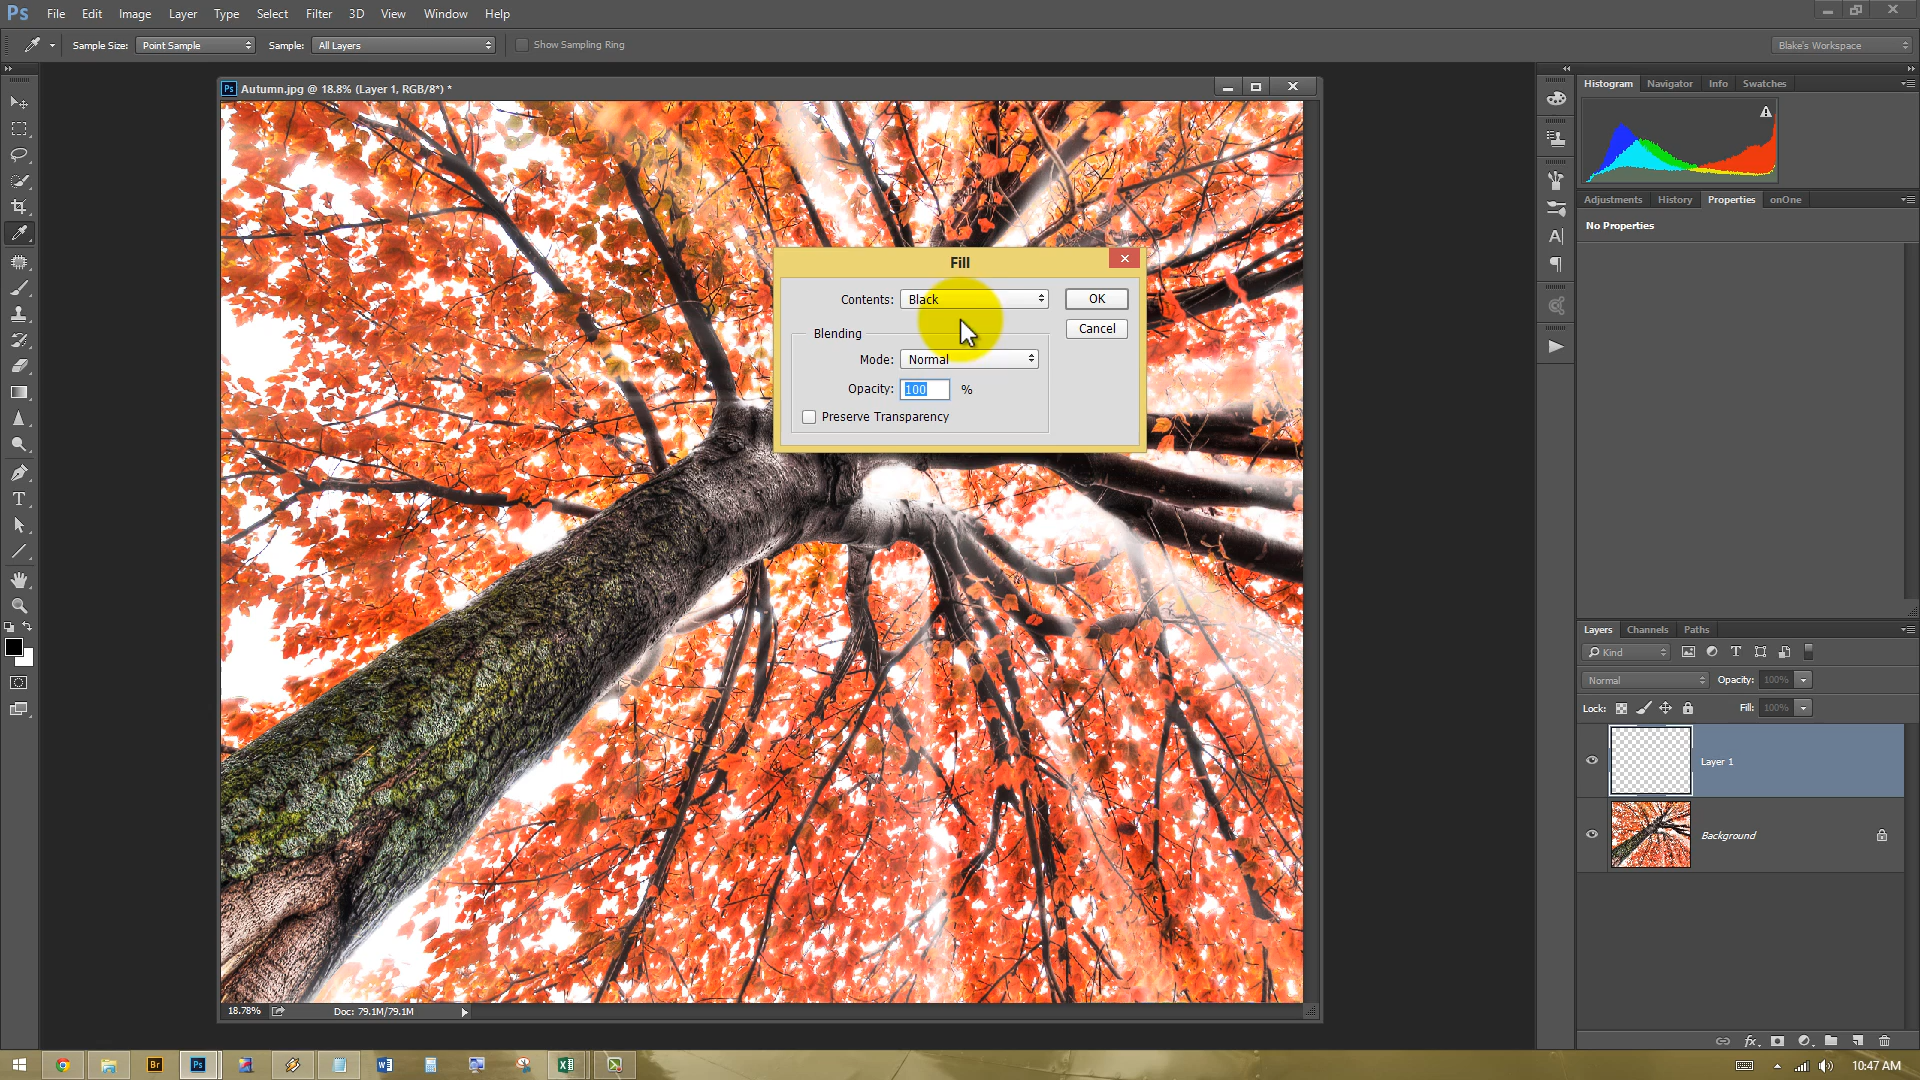 Ps File Edit Image Layer Type Select Filter 3D View Window Help
Sample Size: Point Sample Sample: All Layers Show Sampling Ring Blake's Workspace
Ps Autumn.jpg @ 18.8% (Layer 1, RGB/8*) *
Histogram Navigator Info Swatches
Adjustments History Properties onOne
No Properties
Fill
Contents: Black OK
Blending Cancel
Mode: Normal
Opacity: 100 %
Preserve Transparency
Layers Channels Paths
Kind
Normal Opacity: 100%
Lock: Fill: 100%
Layer 1
Background
18.78% Doc: 79.1M/79.1M
Br Ps
10:47 AM